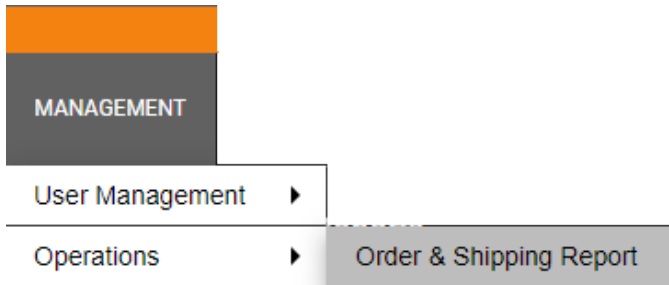 MANAGEMENT
User Management
Operations
Order & Shipping Report